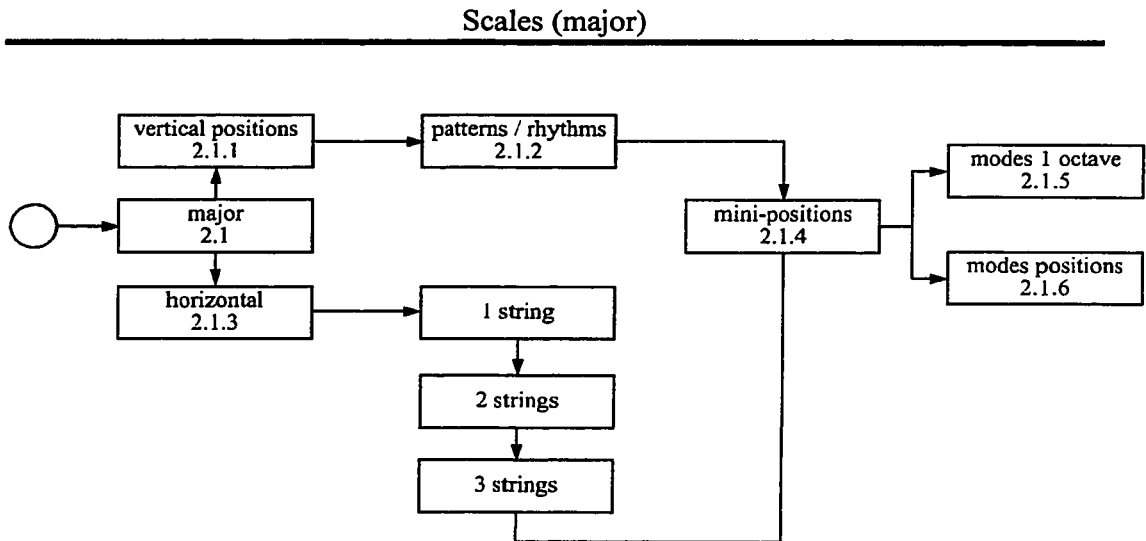 Scales (major)
vertical positions
2.1.1
patterns / rhythms
2.1.2
modes 1 octave
2.1.5
major
2.1
mini-positions
2.1.4
modes positions
2.1.6
horizontal
2.1.3
1 string
2 strings
3 strings